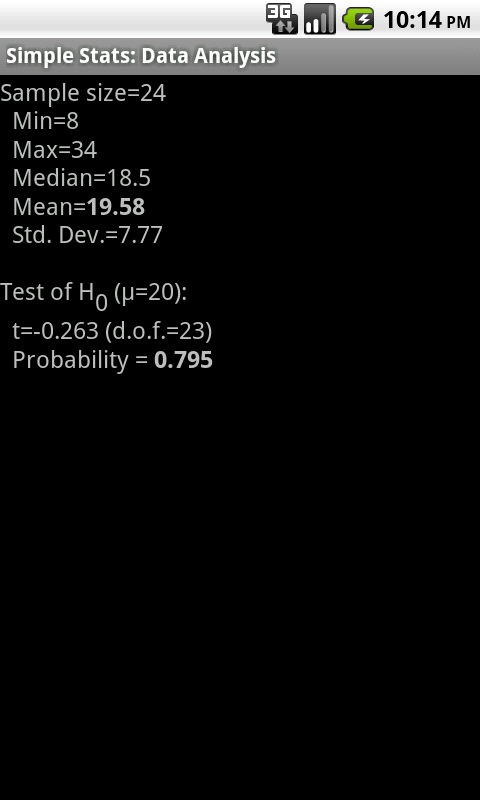 3G 10:14 PM
Simple Stats: Data Analysis
Sample size=24
Min=8
Max=34
Median=18.5
Mean=19.58
Std. Dev.=7.77
Test of H0 (μ=20):
t=-0.263 (d.o.f.=23)
Probability = 0.795